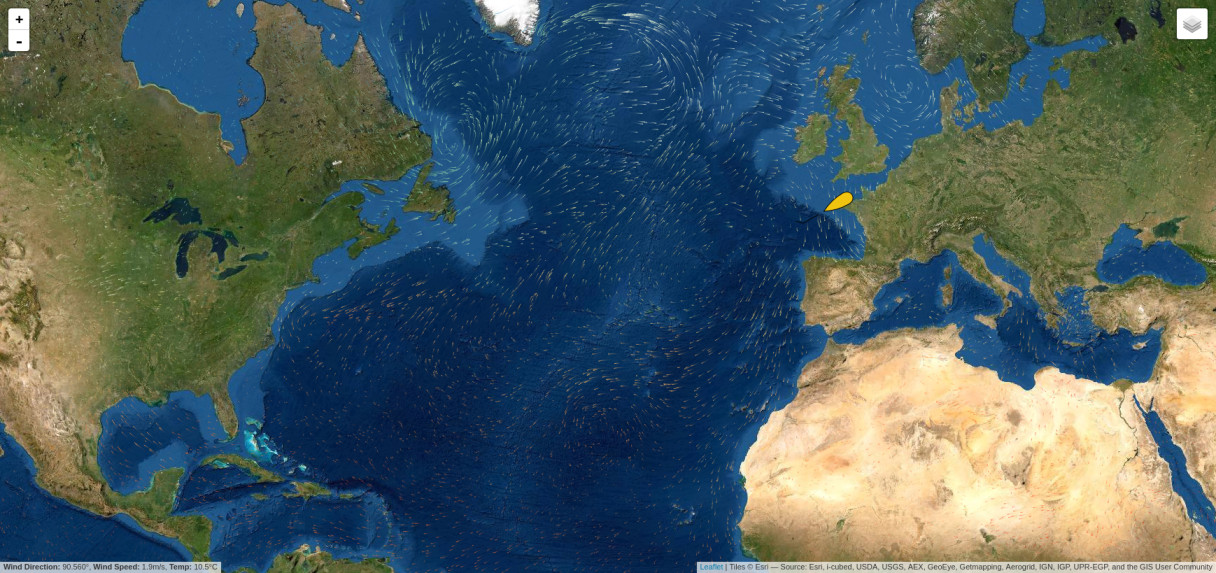 +
-
Wind Direction: 90.560°, Wind Speed: 1.9m/s, Temp: 10.5°C
Leaflet | Tiles © Esri — Source: Esri, i-cubed, USDA, USGS, AEX, GeoEye, Getmapping, Aerogrid, IGN, IGP, UPR-EGP, and the GIS User Community